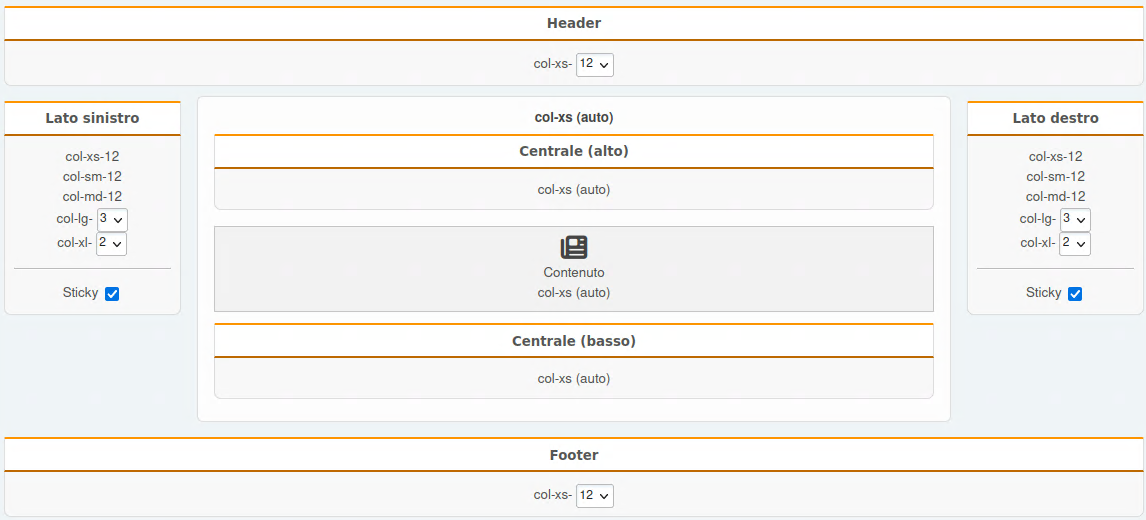 Header
col-xs- 12
Lato sinistro
col-xs-12
col-sm-12
col-md-12
col-lg- 3
col-xl- 2
Sticky
col-xs (auto)
Centrale (alto)
col-xs (auto)
Contenuto
col-xs (auto)
Centrale (basso)
col-xs (auto)
Lato destro
col-xs-12
col-sm-12
col-md-12
col-lg- 3
col-xl- 2
Sticky
Footer
col-xs- 12